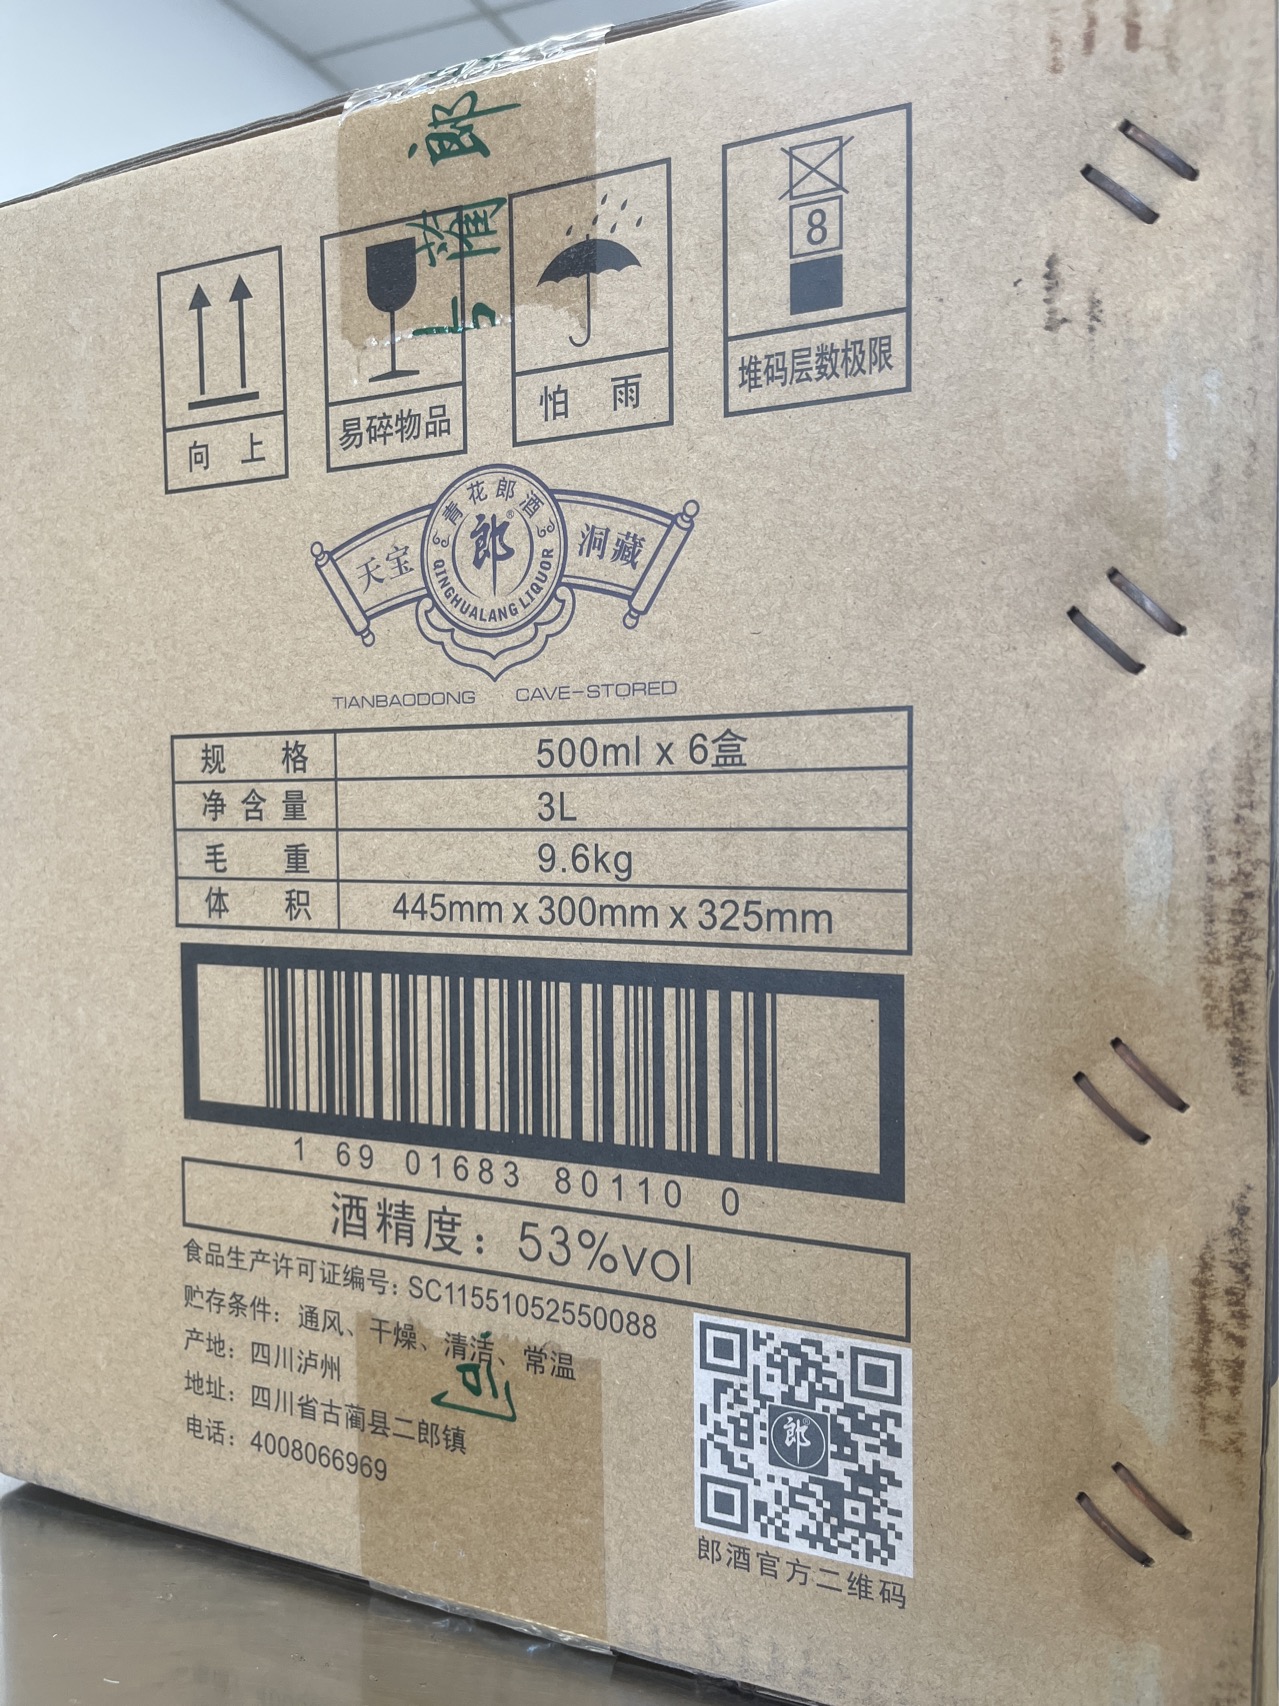 郎
古蔺
8
向 上
易碎物品
怕 雨
堆码层数极限
青花郎酒
天宝 郎® 洞藏
QINGHUALANG LIQUOR
TIANBAODONG CAVE-STORED
规 格 500ml x 6盒
净含量 3L
毛 重 9.6kg
体 积 445mm x 300mm x 325mm
1 69 01683 80110 0
酒精度：53%vol
食品生产许可证编号：SC11551052550088
贮存条件：通风、干燥、清洁、常温
产地：四川泸州
地址：四川省古蔺县二郎镇
电话：4008066969
郎®
郎酒官方二维码